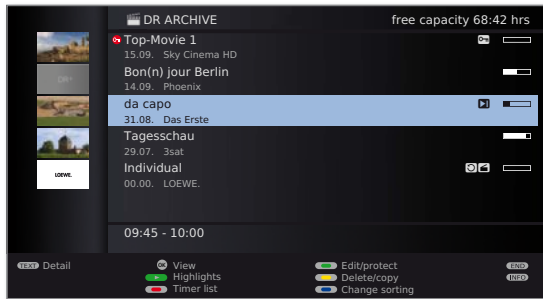 DR ARCHIVE free capacity 68:42 hrs
Top-Movie 1
15.09. Sky Cinema HD
Bon(n) jour Berlin
14.09. Phoenix
DR+
da capo
31.08. Das Erste
Tagesschau
29.07. 3sat
Individual
00.00. LOEWE.
LOEWE.
09:45 - 10:00
TEXT Detail OK View Edit/protect END
Highlights Delete/copy INFO
Timer list Change sorting